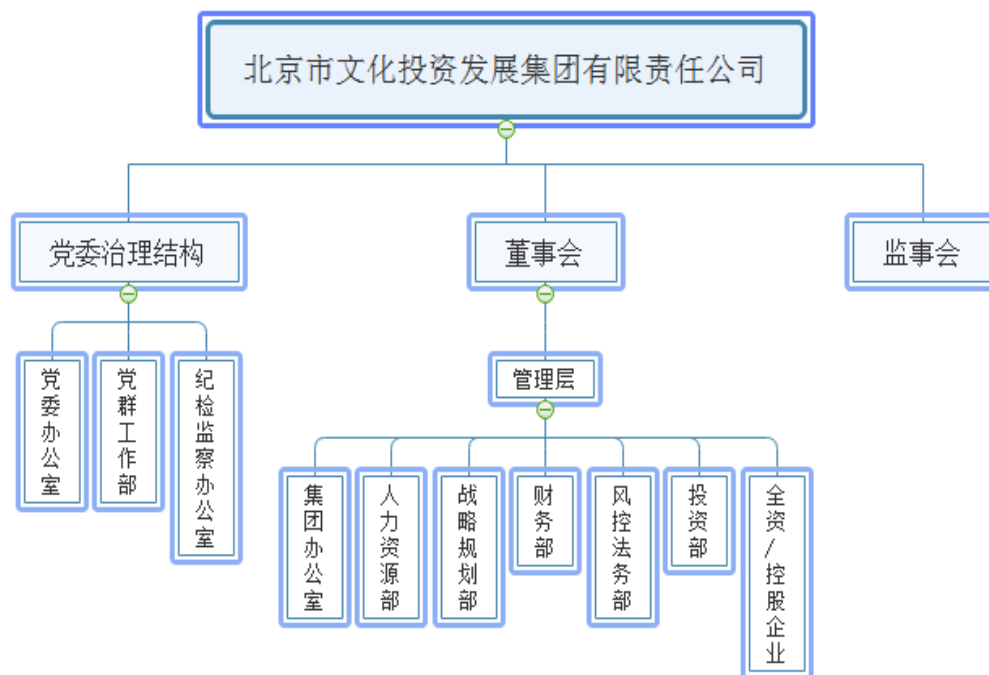 北京市文化投资发展集团有限责任公司
党委治理结构
董事会
监事会
党委办公室
党群工作部
纪检监察办公室
管理层
集团办公室
人力资源部
战略规划部
财务部
风控法务部
投资部
全资/控股企业